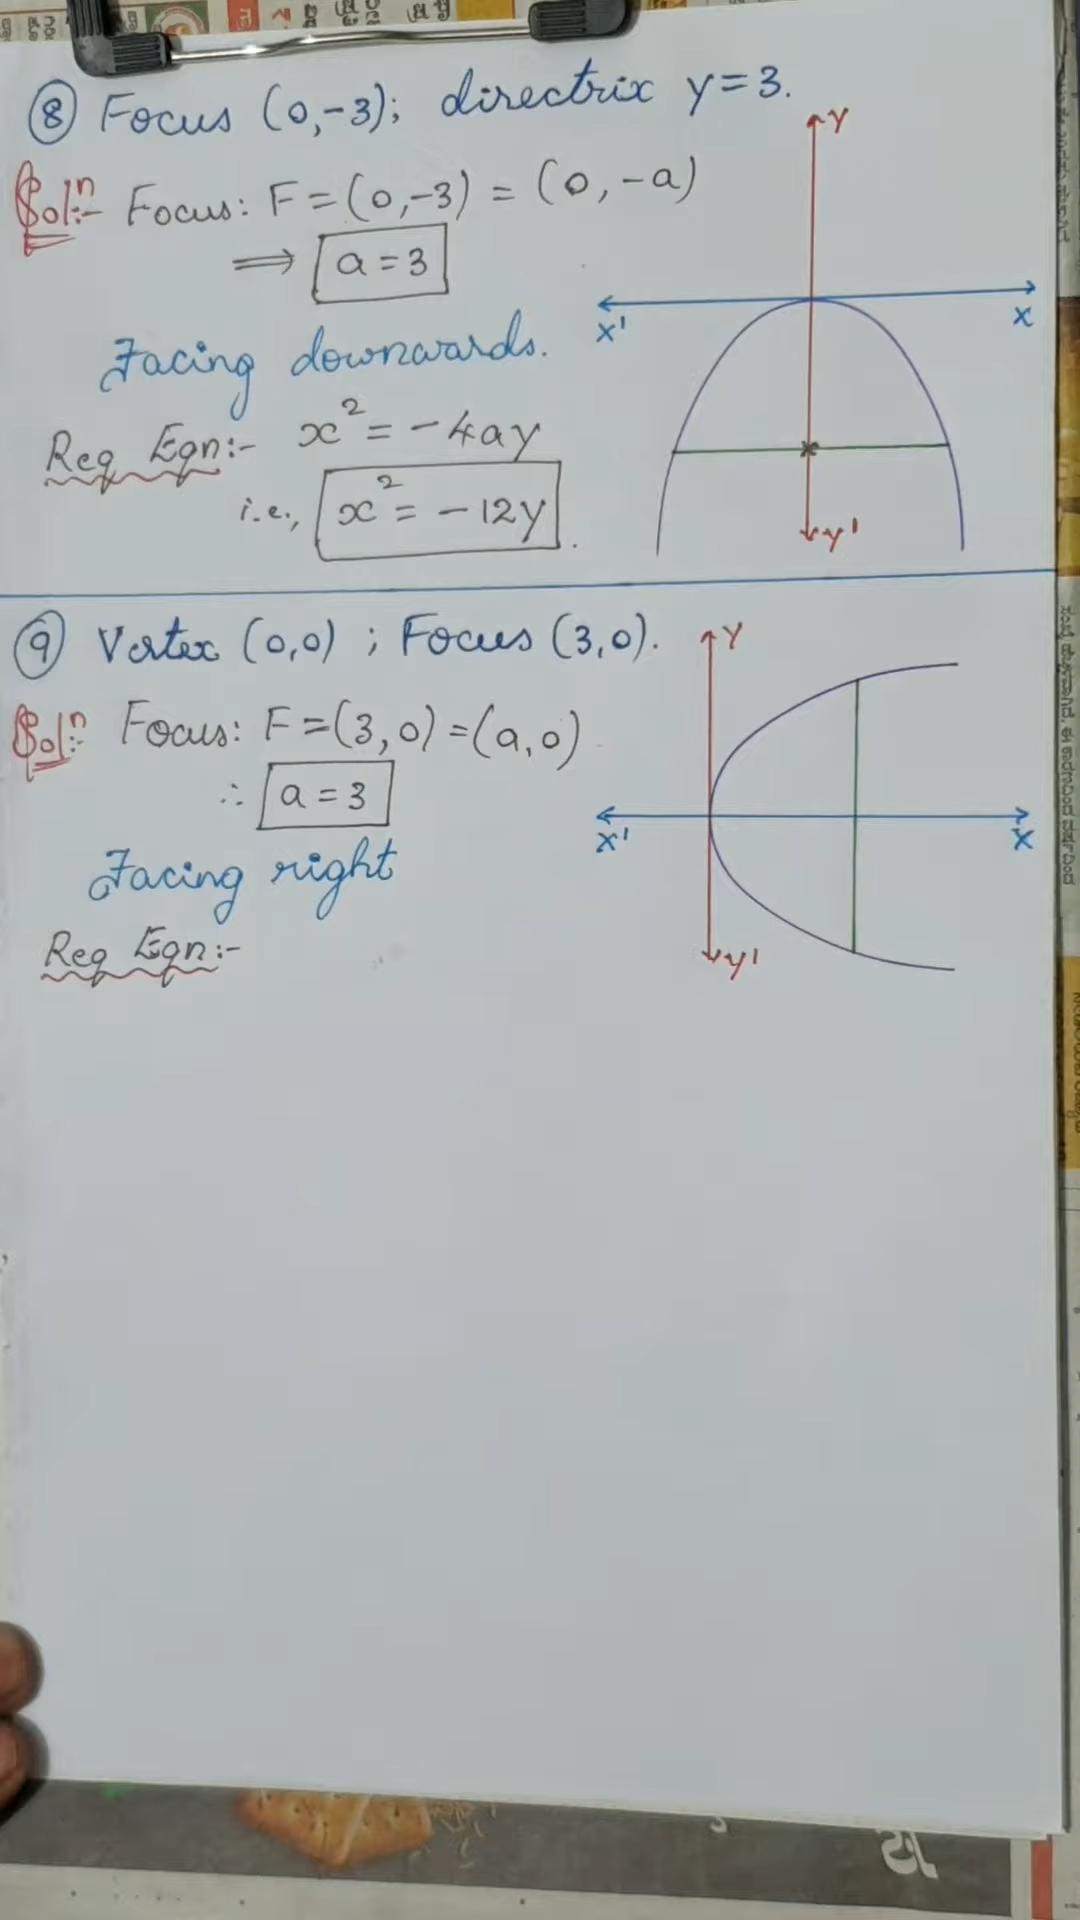 ⑧ Focus (0,-3); directrix y=3.
Solⁿ:- Focus: F=(0,-3) = (0,-a)
⟹ a=3
Facing downwards.
Req Eqn:- x² = -4ay
i.e., x² = -12y.
Y
X' X
Y'
⑨ Vertex (0,0) ; Focus (3,0).
Solⁿ:- Focus: F=(3,0)=(a,0)
∴ a=3
Facing right
Req Eqn:-
Y
X' X
Y'